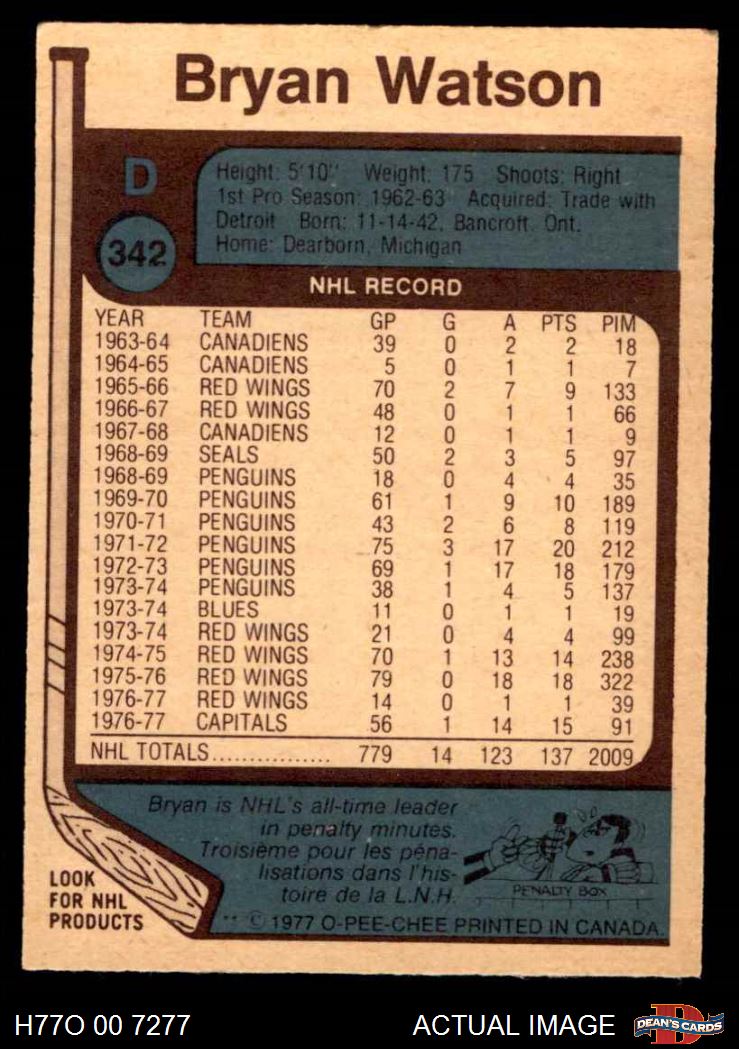 Bryan Watson
D
342
Height: 5'10" Weight: 175 Shoots: Right
1st Pro Season: 1962-63 Acquired: Trade with
Detroit Born: 11-14-42, Bancroft, Ont.
Home: Dearborn, Michigan
NHL RECORD
YEAR TEAM GP G A PTS PIM
1963-64 CANADIENS 39 0 2 2 18
1964-65 CANADIENS 5 0 1 1 7
1965-66 RED WINGS 70 2 7 9 133
1966-67 RED WINGS 48 0 1 1 66
1967-68 CANADIENS 12 0 1 1 9
1968-69 SEALS 50 2 3 5 97
1968-69 PENGUINS 18 0 4 4 35
1969-70 PENGUINS 61 1 9 10 189
1970-71 PENGUINS 43 2 6 8 119
1971-72 PENGUINS 75 3 17 20 212
1972-73 PENGUINS 69 1 17 18 179
1973-74 PENGUINS 38 1 4 5 137
1973-74 BLUES 11 0 1 1 19
1973-74 RED WINGS 21 0 4 4 99
1974-75 RED WINGS 70 1 13 14 238
1975-76 RED WINGS 79 0 18 18 322
1976-77 RED WINGS 14 0 1 1 39
1976-77 CAPITALS 56 1 14 15 91
NHL TOTALS................ 779 14 123 137 2009
Bryan is NHL's all-time leader
in penalty minutes.
Troisième pour les péna-
lisations dans l'his-
toire de la L.N.H.
PENALTY BOX
LOOK
FOR NHL
PRODUCTS
** © 1977 O-PEE-CHEE PRINTED IN CANADA.
H77O 00 7277 ACTUAL IMAGE
D
DEAN'S CARDS